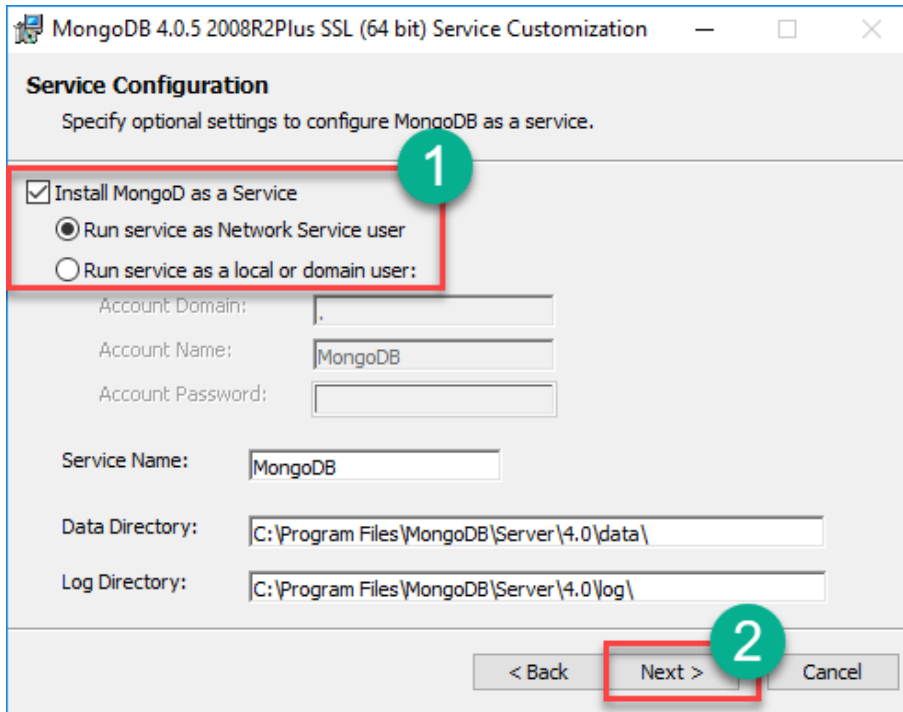 MongoDB 4.0.5 2008R2Plus SSL (64 bit) Service Customization
Service Configuration
Specify optional settings to configure MongoDB as a service.
1
Install MongoD as a Service
Run service as Network Service user
Run service as a local or domain user:
Account Domain: .
Account Name: MongoDB
Account Password:
Service Name: MongoDB
Data Directory: C:\Program Files\MongoDB\Server\4.0\data\
Log Directory: C:\Program Files\MongoDB\Server\4.0\log\
2
< Back Next > Cancel